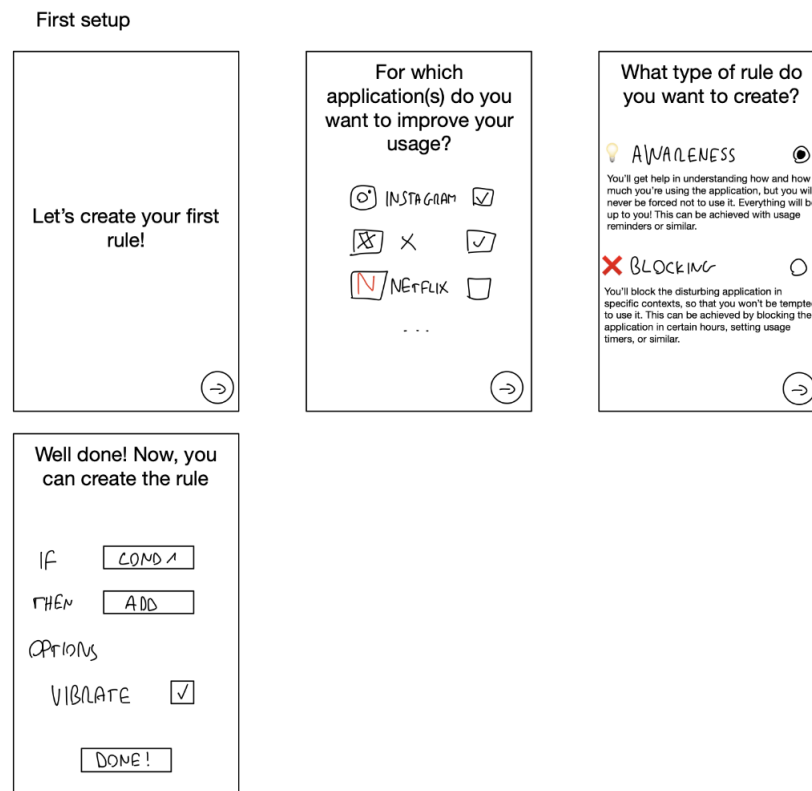 First setup
Let's create your first
rule!
For which
application(s) do you
want to improve your
usage?
INSTAGRAM
X
N NETFLIX
...
What type of rule do
you want to create?
AWARENESS
You'll get help in understanding how and how
much you're using the application, but you will
never be forced not to use it. Everything will be
up to you! This can be achieved with usage
reminders or similar.
BLOCKING
You'll block the disturbing application in
specific contexts, so that you won't be tempted
to use it. This can be achieved by blocking the
application in certain hours, setting usage
timers, or similar.
Well done! Now, you
can create the rule
IF COND 1
THEN ADD
OPTIONS
VIBRATE
DONE!